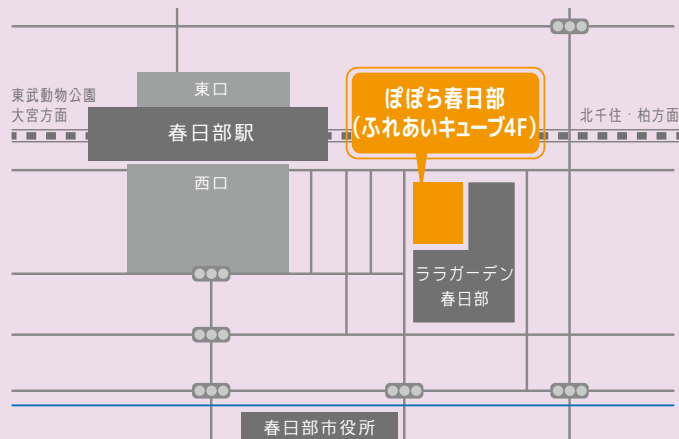 東口
東武動物公園
大宮方面
春日部駅
ぽぽら春日部
(ふれあいキューブ4F)
北千住・柏方面
西口
ララガーデン
春日部
春日部市役所